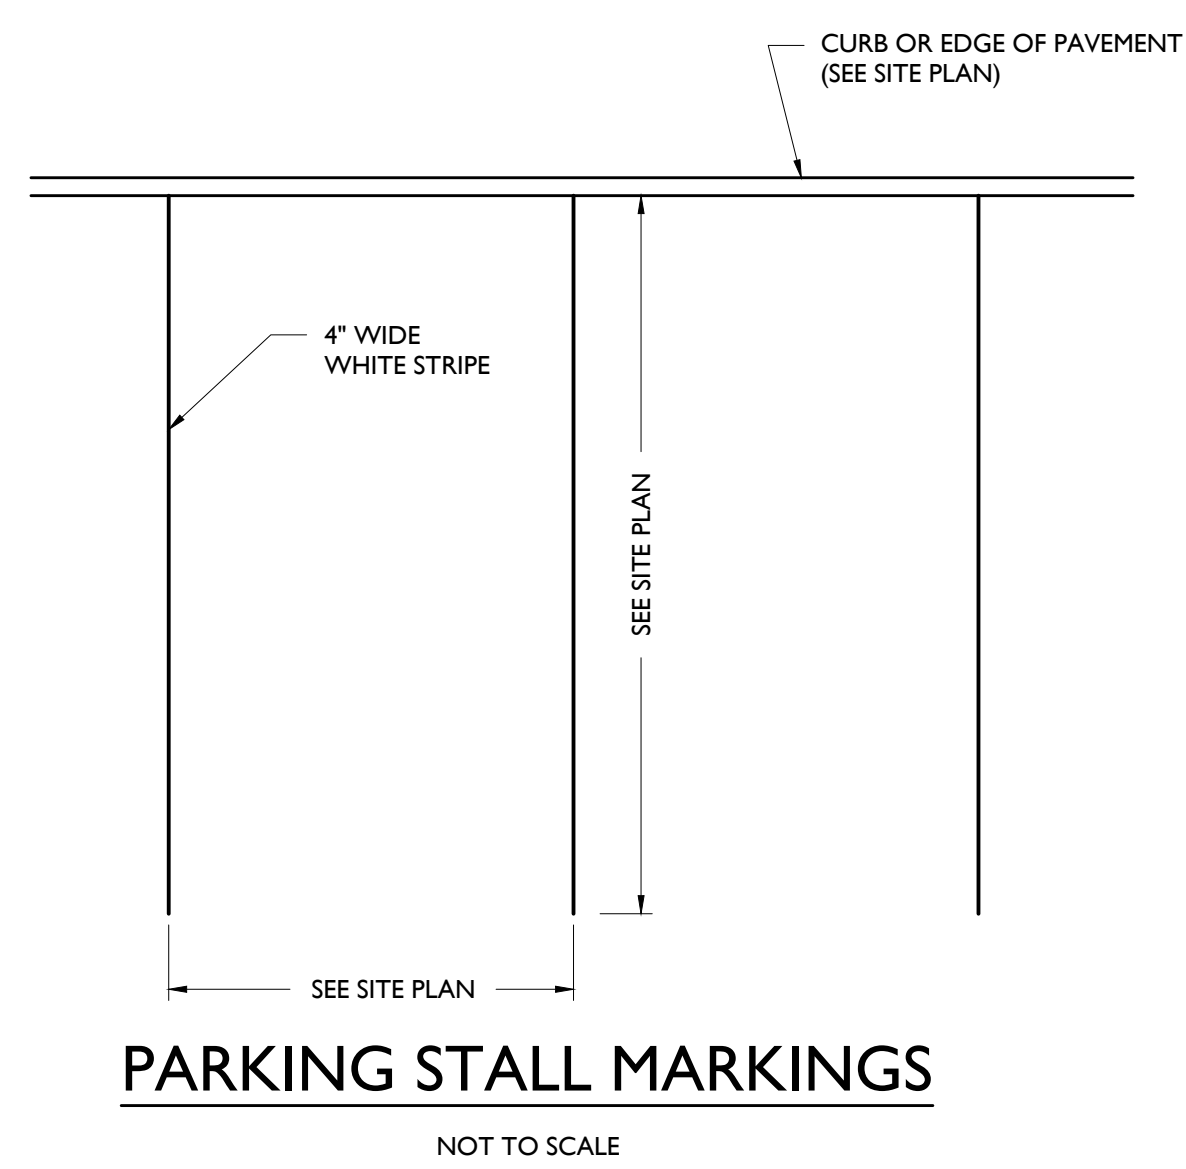 CURB OR EDGE OF PAVEMENT
(SEE SITE PLAN)
4" WIDE
WHITE STRIPE
SEE SITE PLAN
SEE SITE PLAN
PARKING STALL MARKINGS
NOT TO SCALE